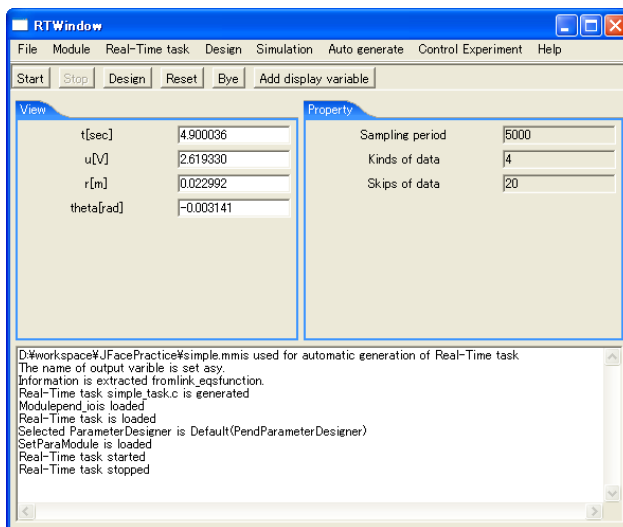 RTWindow
File Module Real-Time task Design Simulation Auto generate Control Experiment Help
Start Stop Design Reset Bye Add display variable
View Property
t[sec] 4.900036 Sampling period 5000
u[V] 2.619330 Kinds of data 4
r[m] 0.022992 Skips of data 20
theta[rad] -0.003141
D:¥workspace¥JFacePractice¥simple.mmis used for automatic generation of Real-Time task
The name of output varible is set asy.
Information is extracted fromlink_eqsfunction.
Real-Time task simple_task.c is generated
Modulepend_iois loaded
Real-Time task is loaded
Selected ParameterDesigner is Default(PendParameterDesigner)
SetParaModule is loaded
Real-Time task started
Real-Time task stopped